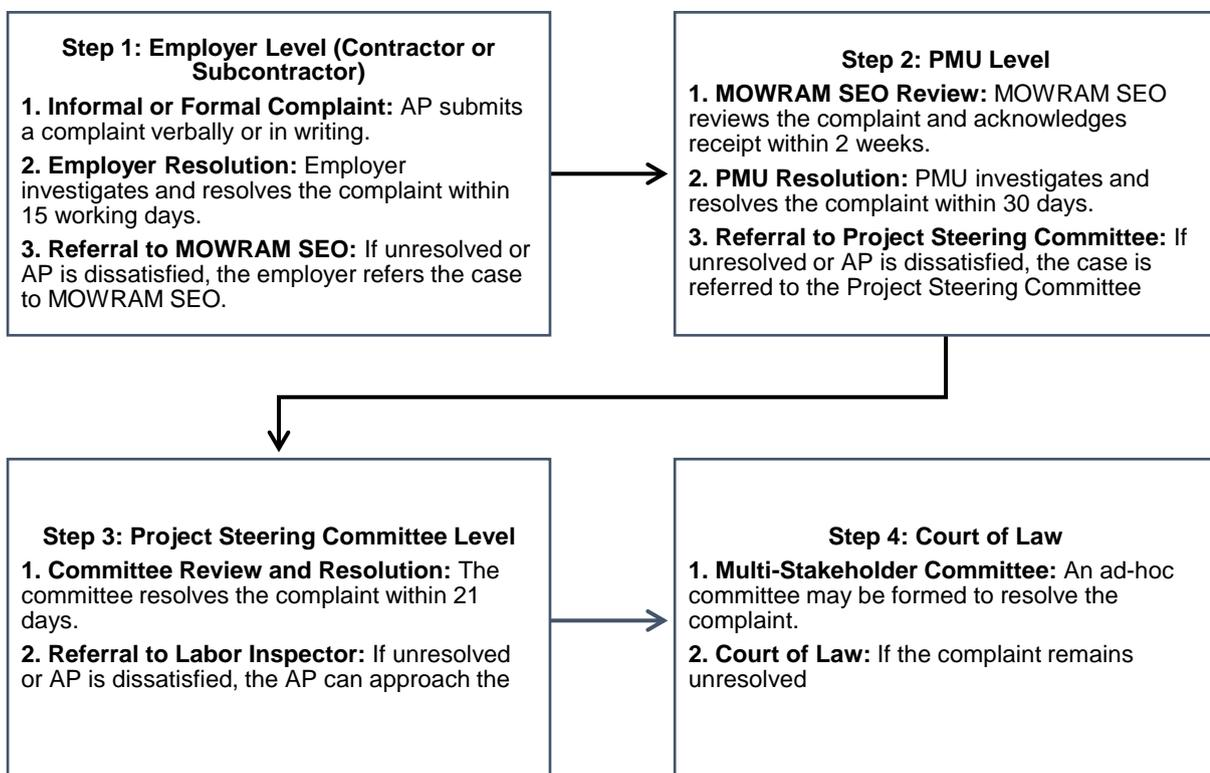 Step 1: Employer Level (Contractor or
Subcontractor)
1. Informal or Formal Complaint: AP submits
a complaint verbally or in writing.
2. Employer Resolution: Employer
investigates and resolves the complaint within
15 working days.
3. Referral to MOWRAM SEO: If unresolved or
AP is dissatisfied, the employer refers the case
to MOWRAM SEO.
Step 2: PMU Level
1. MOWRAM SEO Review: MOWRAM SEO
reviews the complaint and acknowledges
receipt within 2 weeks.
2. PMU Resolution: PMU investigates and
resolves the complaint within 30 days.
3. Referral to Project Steering Committee: If
unresolved or AP is dissatisfied, the case is
referred to the Project Steering Committee
Step 3: Project Steering Committee Level
1. Committee Review and Resolution: The
committee resolves the complaint within 21
days.
2. Referral to Labor Inspector: If unresolved
or AP is dissatisfied, the AP can approach the
Step 4: Court of Law
1. Multi-Stakeholder Committee: An ad-hoc
committee may be formed to resolve the
complaint.
2. Court of Law: If the complaint remains
unresolved